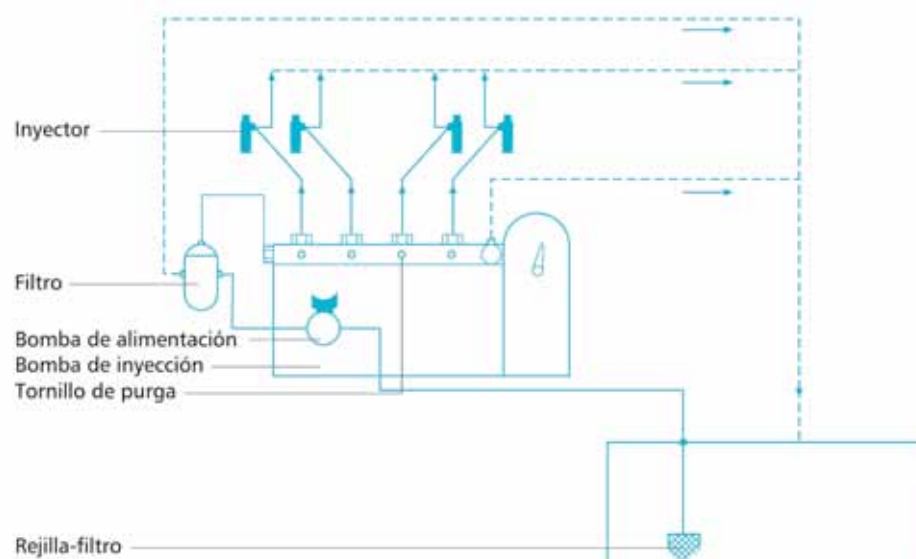 Inyector
Filtro
Bomba de alimentación
Bomba de inyección
Tornillo de purga
Rejilla-filtro